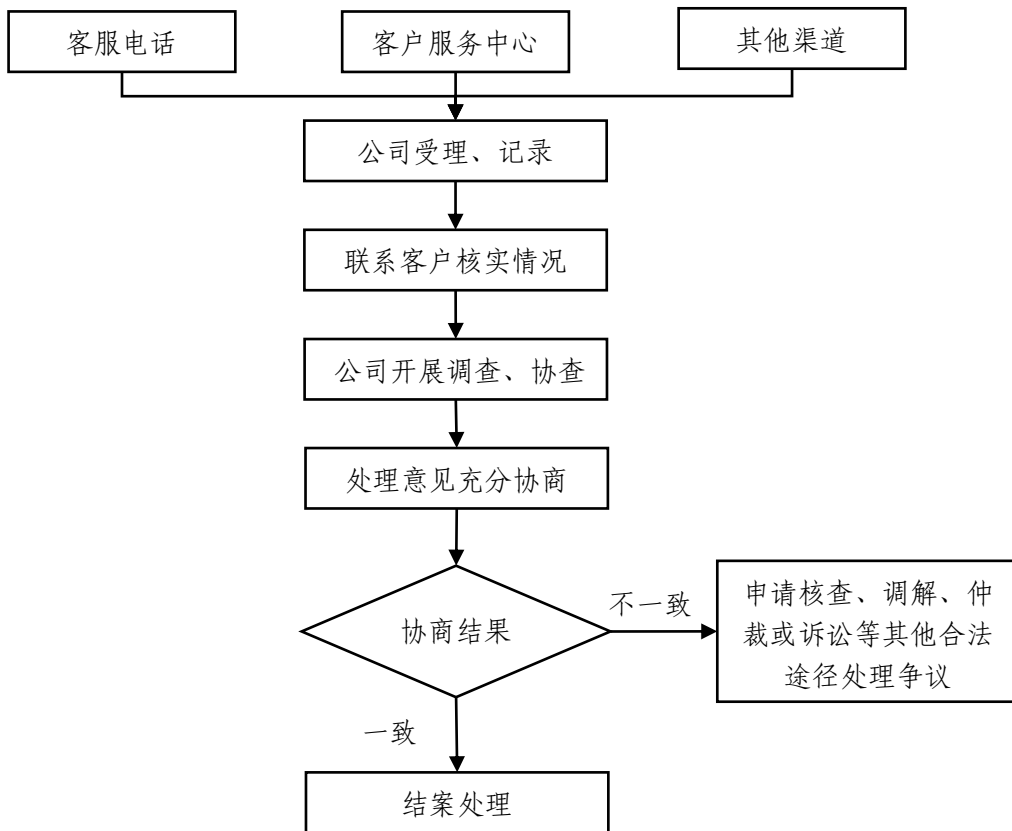 客服电话
客户服务中心
其他渠道
公司受理、记录
联系客户核实情况
公司开展调查、协查
处理意见充分协商
协商结果
不一致
申请核查、调解、仲
裁或诉讼等其他合法
途径处理争议
一致
结案处理